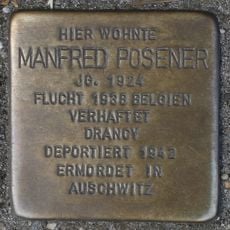 HIER WOHNTE
MANFRED POSENER
JG. 1924
FLUCHT 1938 BELGIEN
VERHAFTET
DRANCY
DEPORTIERT 1942
ERMORDET IN
AUSCHWITZ